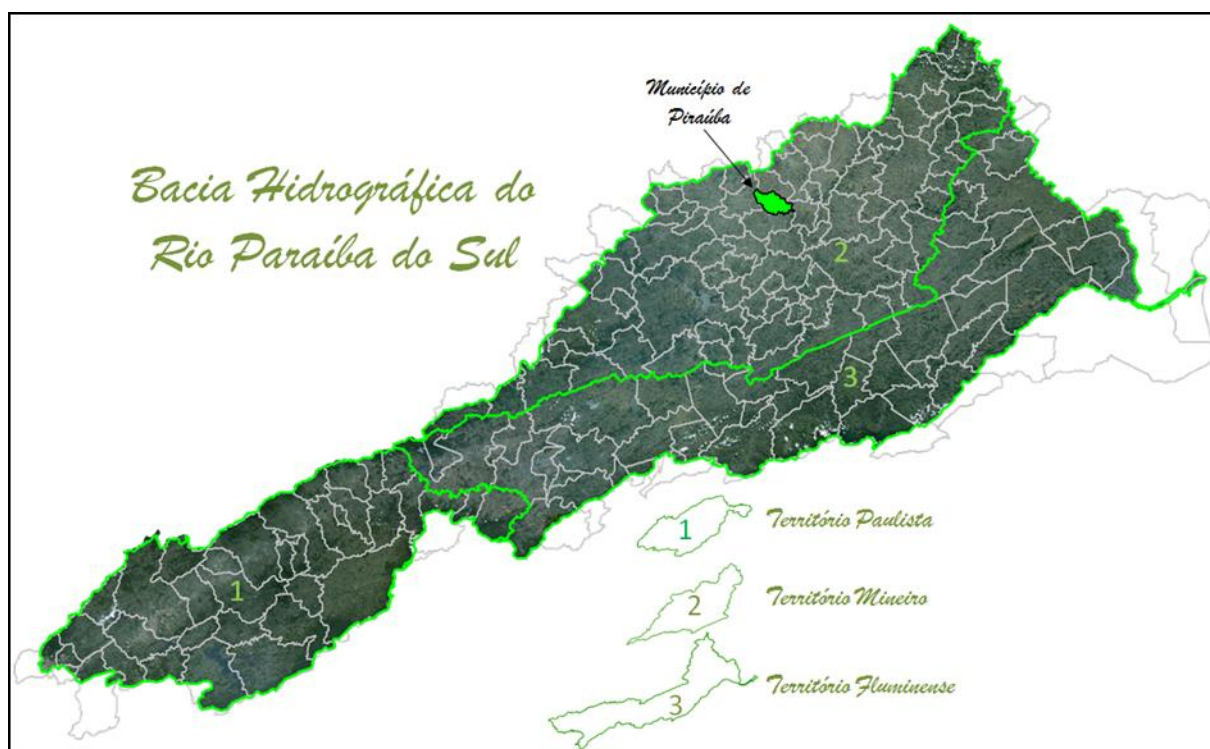 Município de
Piraúba
Bacia Hidrográfica do
Rio Paraíba do Sul
2
3
1
1
Território Paulista
2
Território Mineiro
3
Território Fluminense